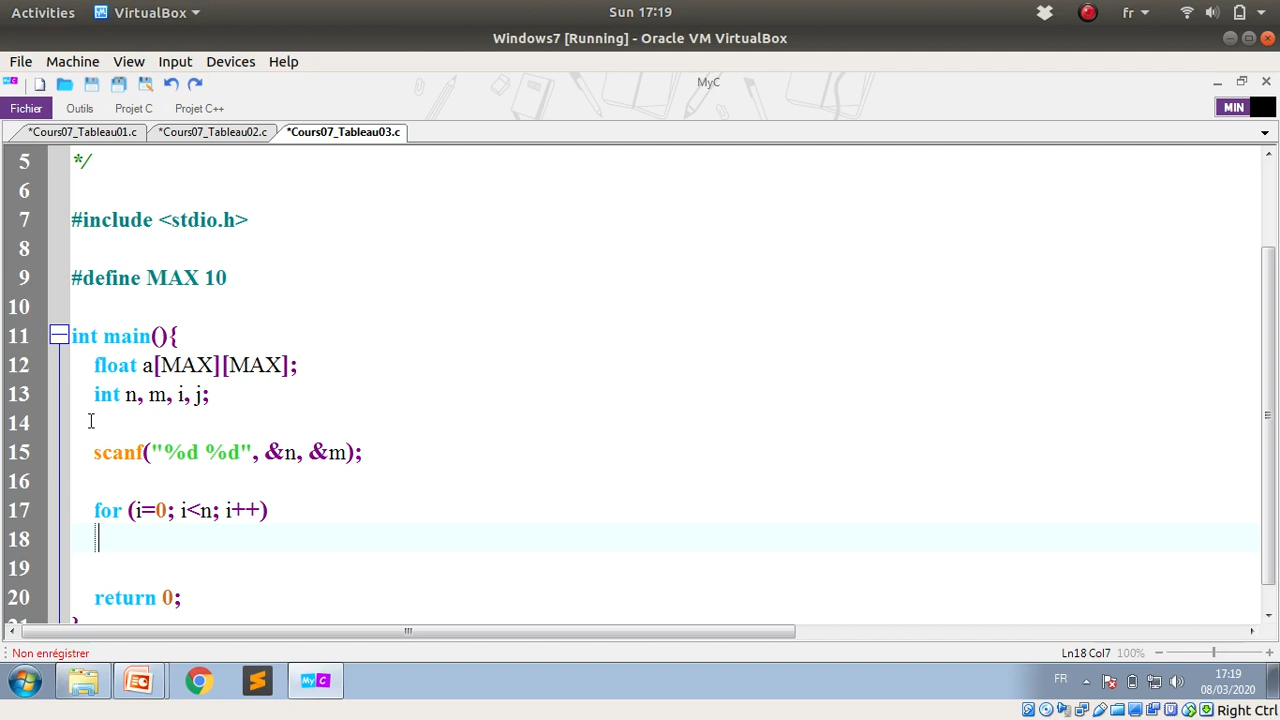 Activities VirtualBox Sun 17:19 fr
Windows7 [Running] - Oracle VM VirtualBox
File Machine View Input Devices Help
MyC
Fichier Outils Projet C Projet C++ MIN
*Cours07_Tableau01.c *Cours07_Tableau02.c *Cours07_Tableau03.c
5 */
6
7 #include <stdio.h>
8
9 #define MAX 10
10
11 int main(){
12 float a[MAX][MAX];
13 int n, m, i, j;
14
15 scanf("%d %d", &n, &m);
16
17 for (i=0; i<n; i++)
18
19
20 return 0;
Non enrégistrer Ln18 Col7 100%
MyC FR 17:19
08/03/2020
Right Ctrl